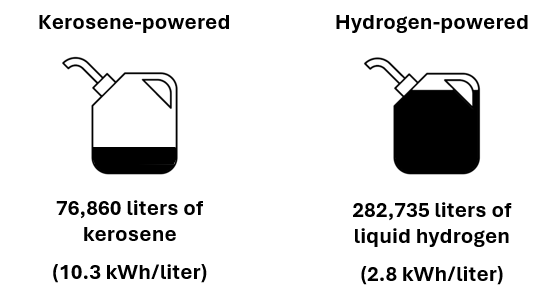 Kerosene-powered
Hydrogen-powered
76,860 liters of
kerosene
(10.3 kWh/liter)
282,735 liters of
liquid hydrogen
(2.8 kWh/liter)